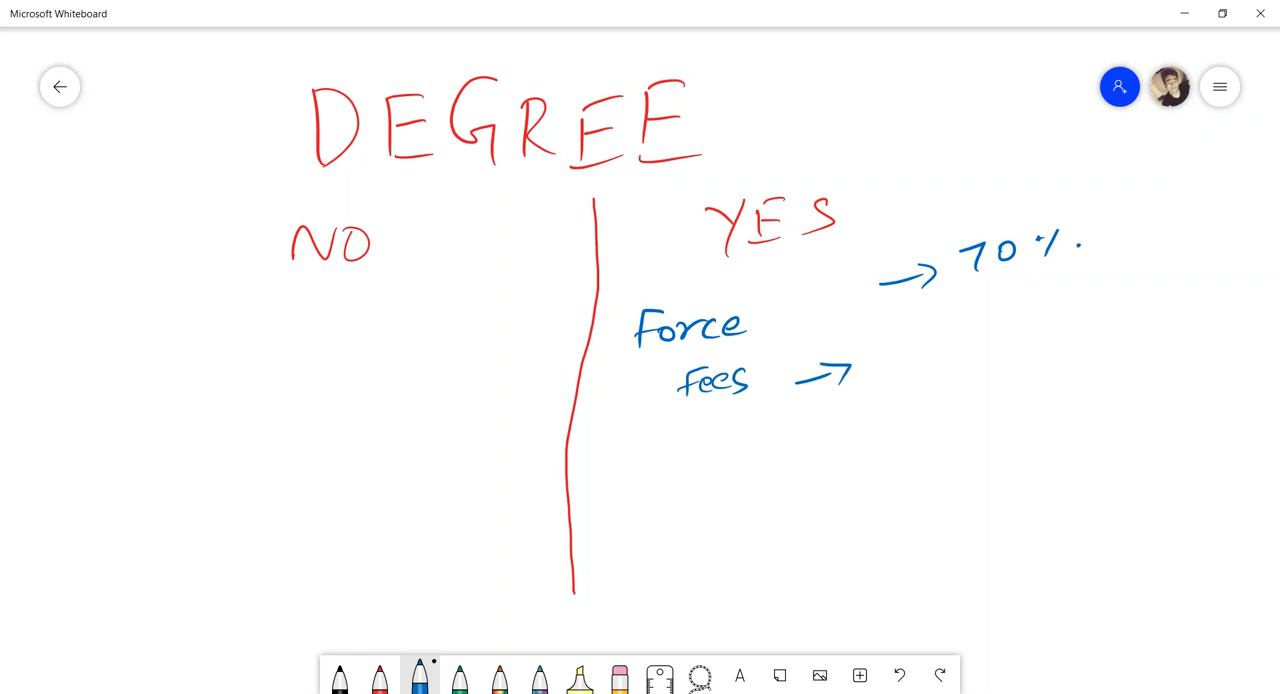 Microsoft Whiteboard
DEGREE
NO
YES
→ 70%.
Force
Fees →
A